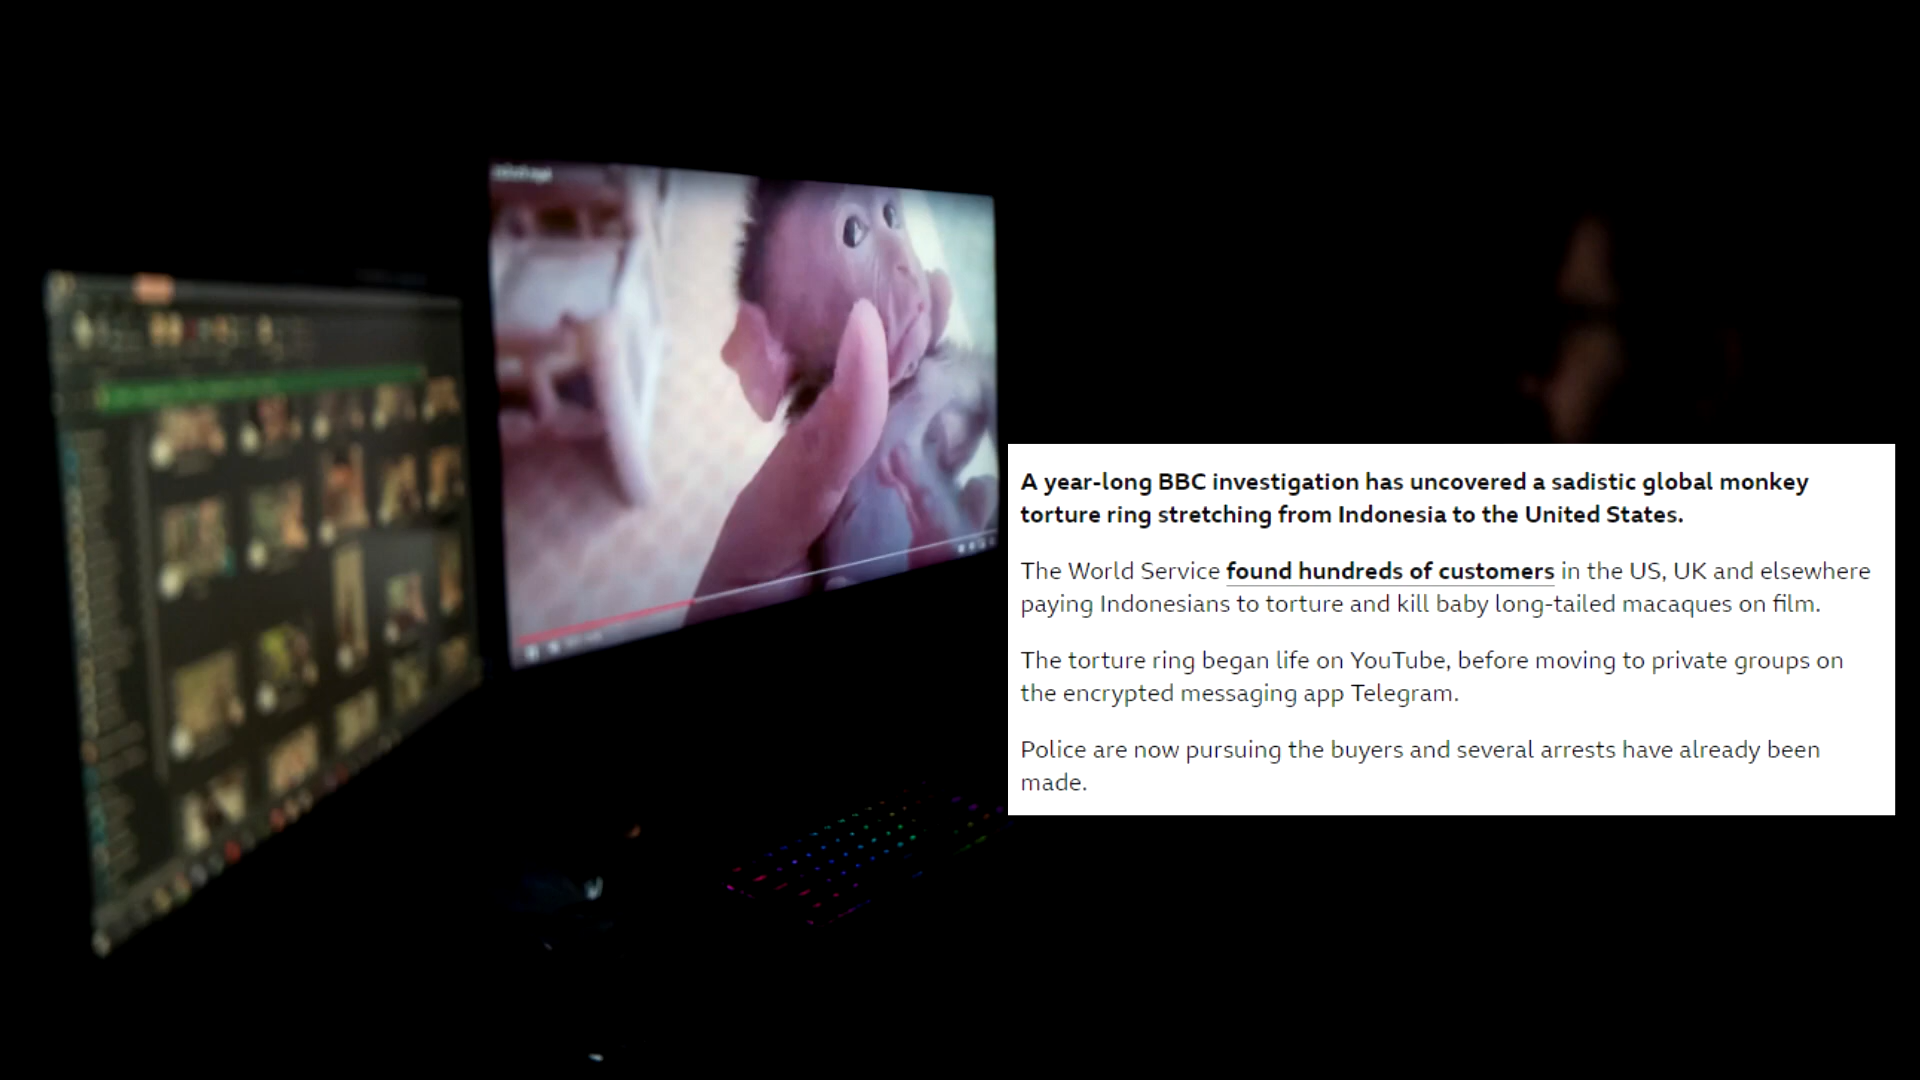 A year-long BBC investigation has uncovered a sadistic global monkey
torture ring stretching from Indonesia to the United States.
The World Service found hundreds of customers in the US, UK and elsewhere
paying Indonesians to torture and kill baby long-tailed macaques on film.
The torture ring began life on YouTube, before moving to private groups on
the encrypted messaging app Telegram.
Police are now pursuing the buyers and several arrests have already been
made.